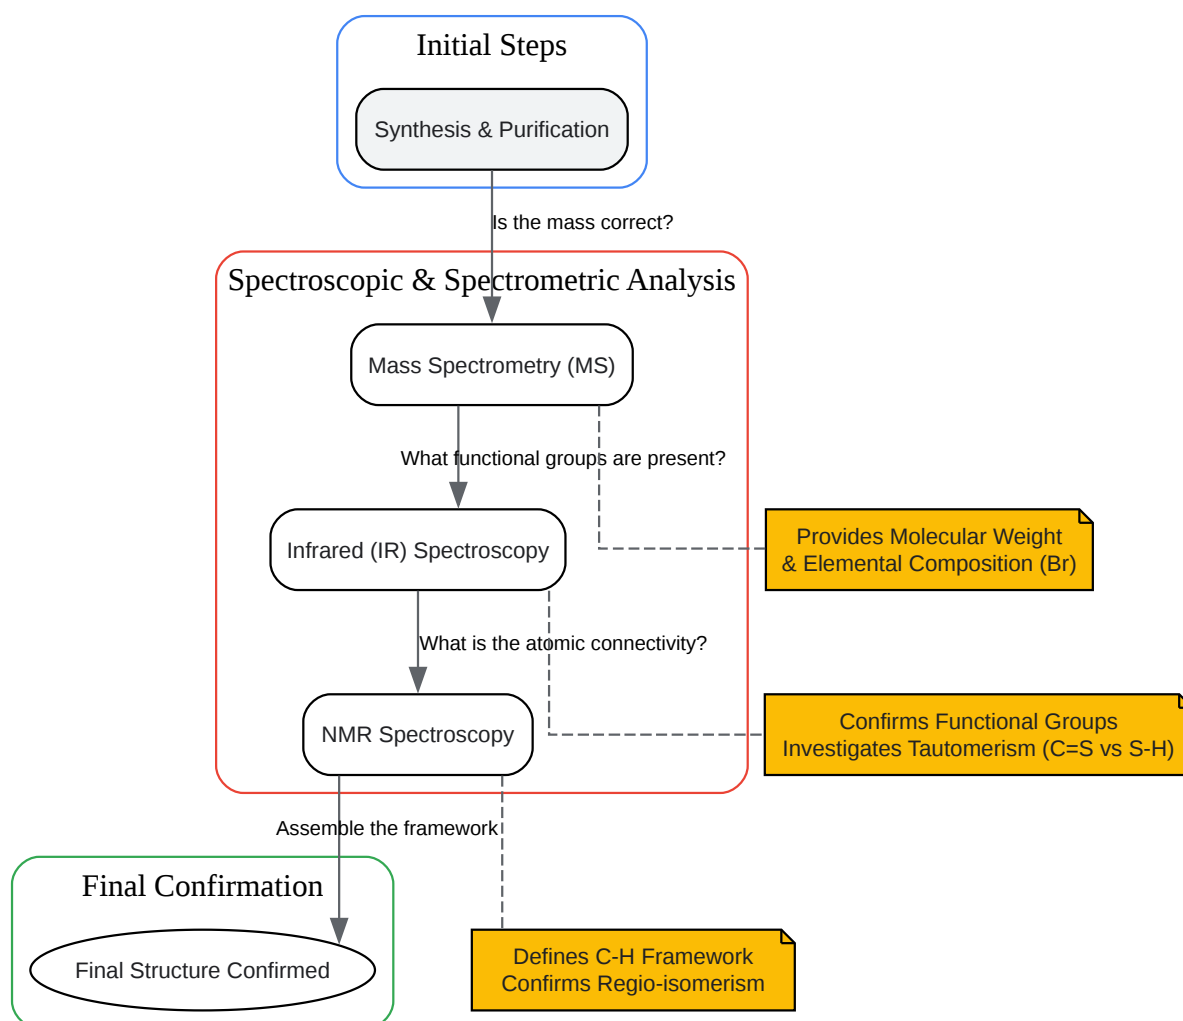 Initial Steps
Synthesis & Purification
Is the mass correct?
Spectroscopic & Spectrometric Analysis
Mass Spectrometry (MS)
What functional groups are present?
Infrared (IR) Spectroscopy
Provides Molecular Weight
& Elemental Composition (Br)
What is the atomic connectivity?
NMR Spectroscopy
Confirms Functional Groups
Investigates Tautomerism (C=S vs S-H)
Assemble the framework
Final Confirmation
Final Structure Confirmed
Defines C-H Framework
Confirms Regio-isomerism